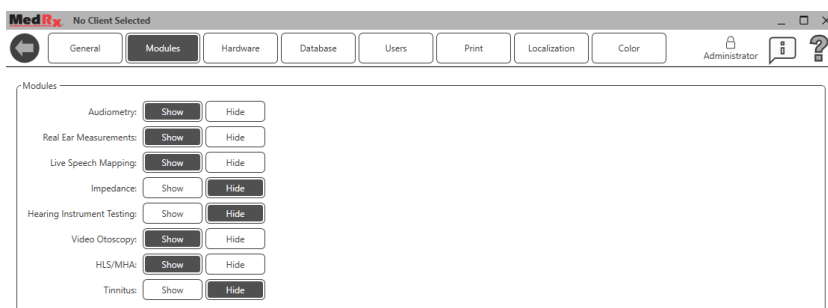 MedRx No Client Selected
General Modules Hardware Database Users Print Localization Color Administrator
Modules
Audiometry: Show Hide
Real Ear Measurements: Show Hide
Live Speech Mapping: Show Hide
Impedance: Show Hide
Hearing Instrument Testing: Show Hide
Video Otoscopy: Show Hide
HLS/MHA: Show Hide
Tinnitus: Show Hide